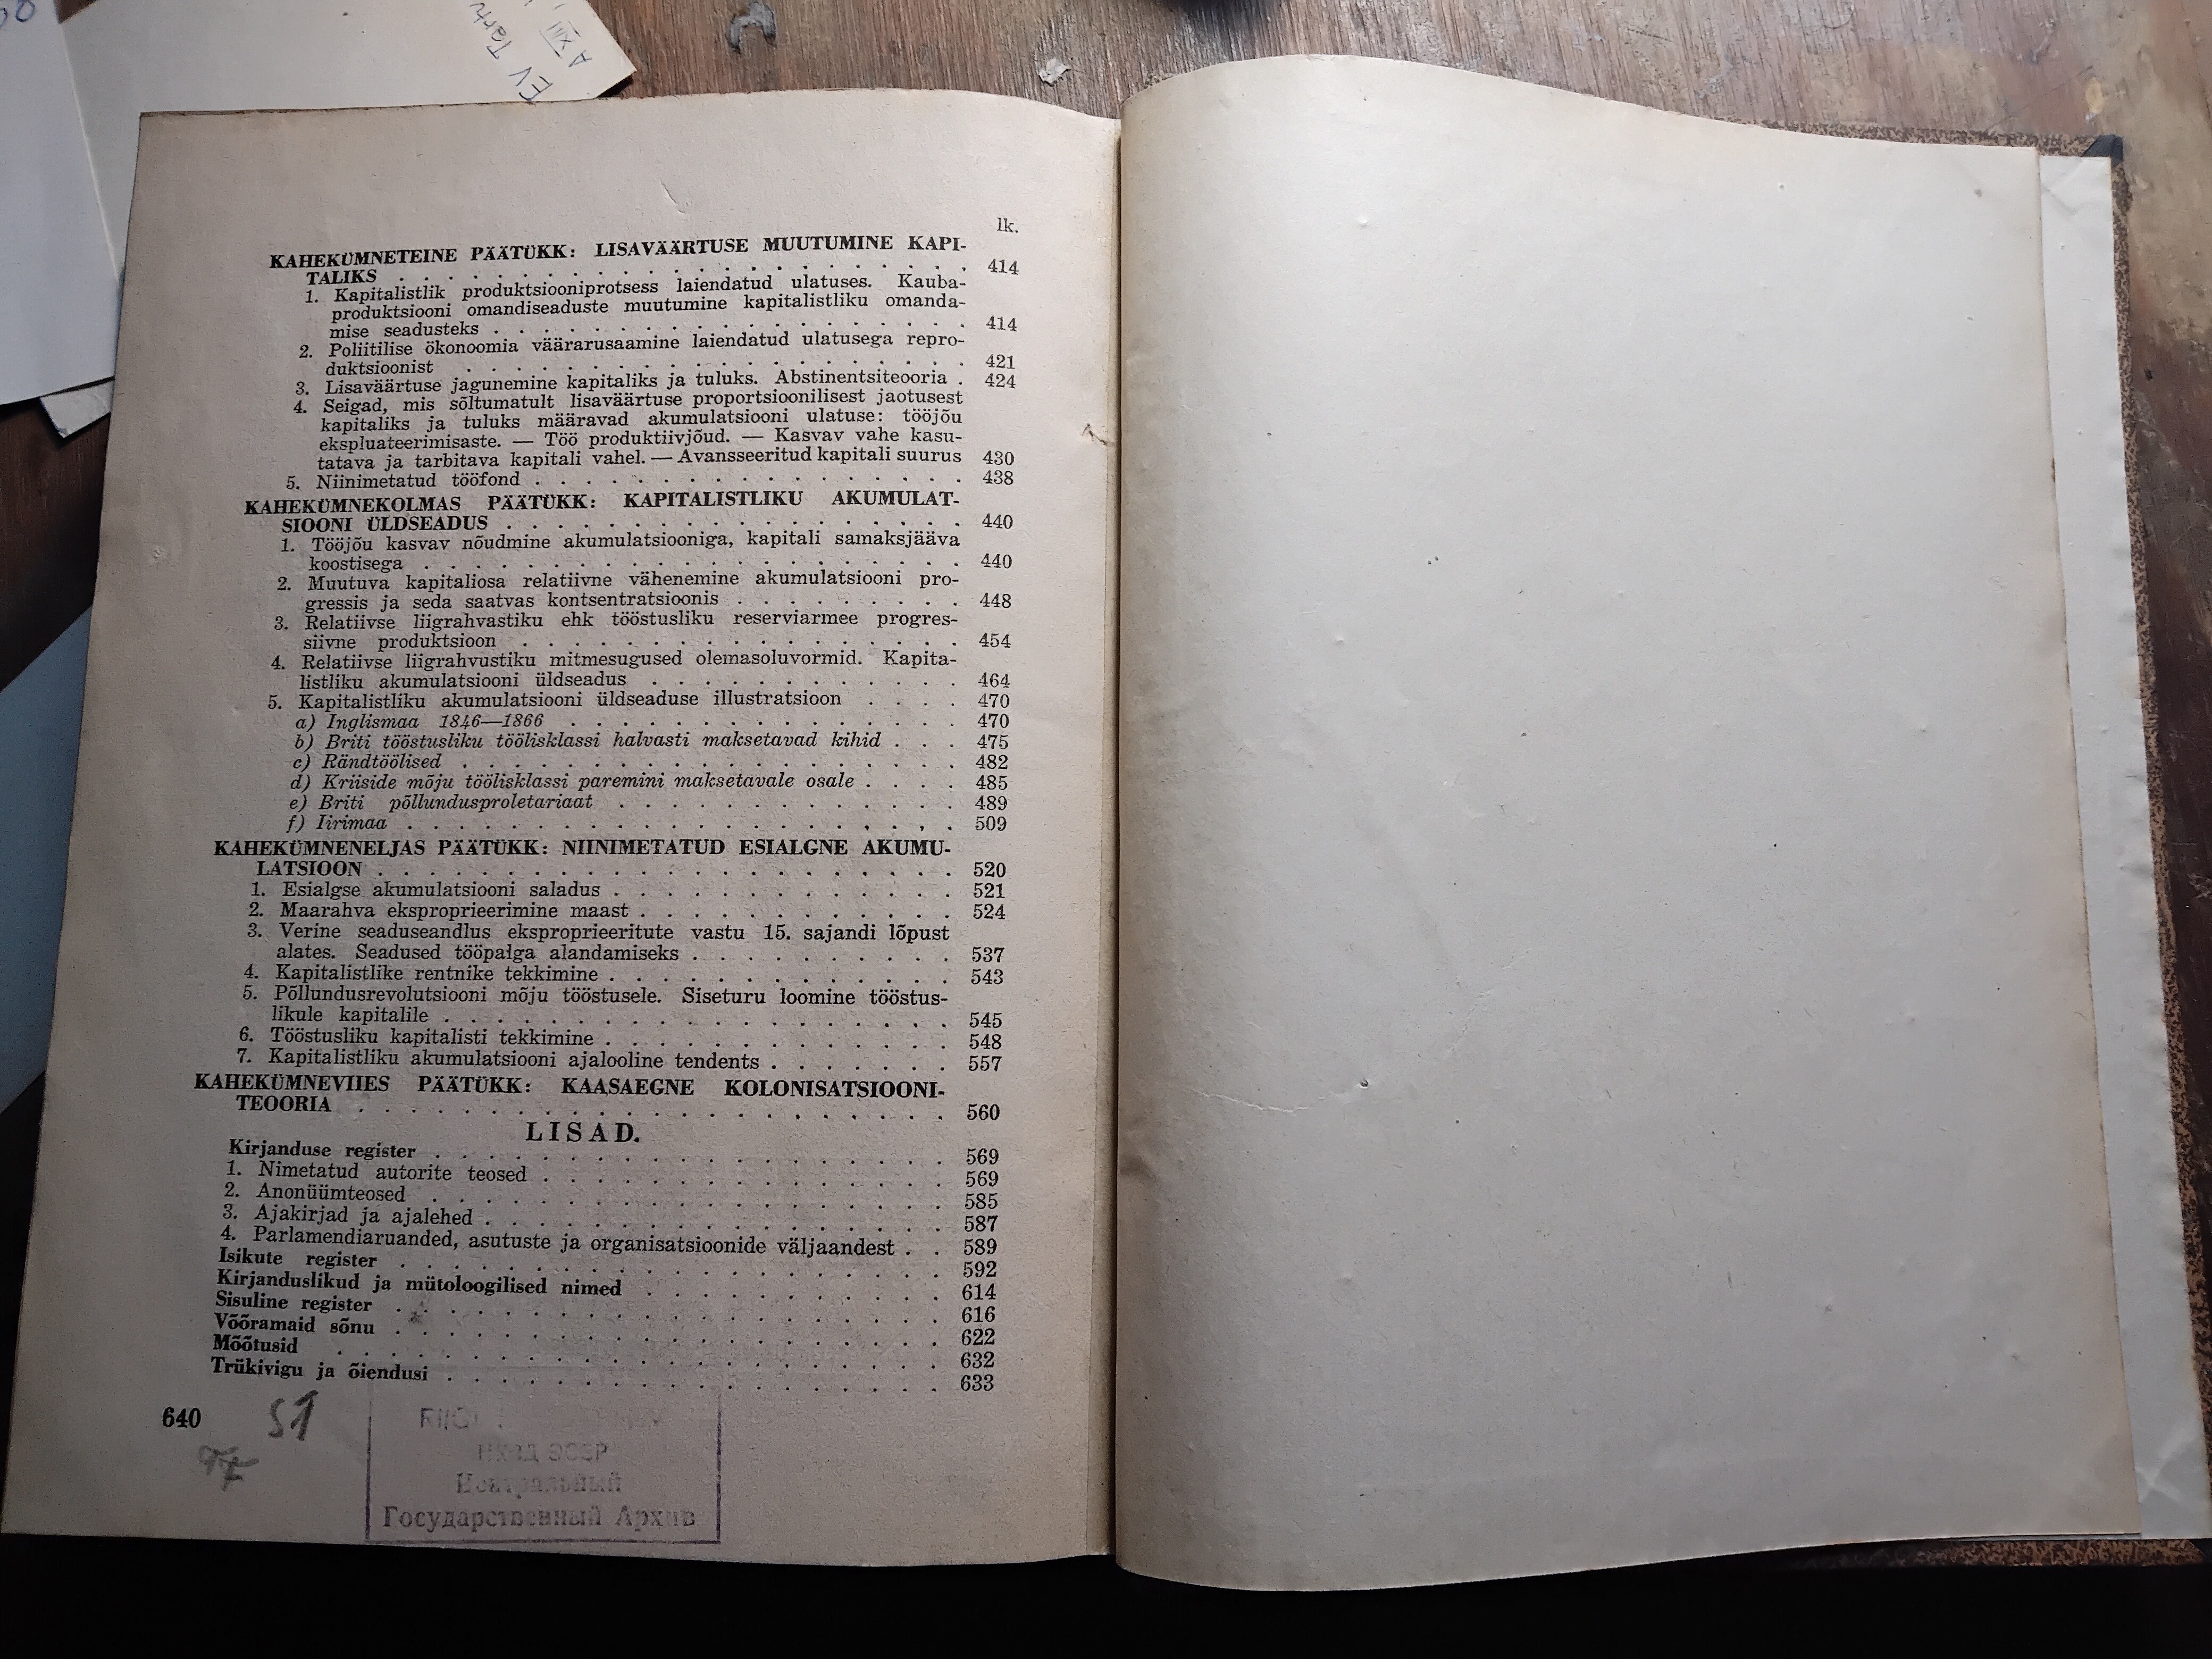 EV Tartu
A XIII
lk.
KAHEKÜMNETEINE PÄÄTÜKK: LISAVÄÄRTUSE MUUTUMINE KAPI-
TALIKS . . . . . . . . . . . . . . . . . . . . . . 414
1. Kapitalistlik produktsiooniprotsess laiendatud ulatuses. Kauba-
produktsiooni omandiseaduste muutumine kapitalistliku omanda-
mise seadusteks . . . . . . . . . . . . . . . . . . 414
2. Poliitilise ökonoomia väärarusaamine laiendatud ulatusega repro-
duktsioonist . . . . . . . . . . . . . . . . . . . . 421
3. Lisaväärtuse jagunemine kapitaliks ja tuluks. Abstinentsiteooria . 424
4. Seigad, mis sõltumatult lisaväärtuse proportsioonilisest jaotusest
kapitaliks ja tuluks määravad akumulatsiooni ulatuse: tööjõu
ekspluateerimisaste. — Töö produktiivjõud. — Kasvav vahe kasu-
tatava ja tarbitava kapitali vahel. — Avansseeritud kapitali suurus 430
5. Niinimetatud tööfond . . . . . . . . . . . . . . . . 438
KAHEKÜMNEKOLMAS PÄÄTÜKK: KAPITALISTLIKU AKUMULAT-
SIOONI ÜLDSEADUS . . . . . . . . . . . . . . . . . . 440
1. Tööjõu kasvav nõudmine akumulatsiooniga, kapitali samaksjääva
koostisega . . . . . . . . . . . . . . . . . . . . . 440
2. Muutuva kapitaliosa relatiivne vähenemine akumulatsiooni pro-
gressis ja seda saatvas kontsentratsioonis . . . . . . . . . 448
3. Relatiivse liigrahvastiku ehk tööstusliku reserviarmee progres-
siivne produktsioon . . . . . . . . . . . . . . . . . 454
4. Relatiivse liigrahvustiku mitmesugused olemasoluvormid. Kapita-
listliku akumulatsiooni üldseadus . . . . . . . . . . . . 464
5. Kapitalistliku akumulatsiooni üldseaduse illustratsioon . . . . 470
a) Inglismaa 1846—1866 . . . . . . . . . . . . . . . 470
b) Briti tööstusliku töölisklassi halvasti maksetavad kihid . . . 475
c) Rändtöölised . . . . . . . . . . . . . . . . . . . 482
d) Kriiside mõju töölisklassi paremini maksetavale osale . . . . 485
e) Briti põllundusproletariaat . . . . . . . . . . . . . 489
f) Iirimaa . . . . . . . . . . . . . . . . . . . . . 509
KAHEKÜMNENELJAS PÄÄTÜKK: NIINIMETATUD ESIALGNE AKUMU-
LATSIOON . . . . . . . . . . . . . . . . . . . . . . 520
1. Esialgse akumulatsiooni saladus . . . . . . . . . . . . . 521
2. Maarahva eksproprieerimine maast . . . . . . . . . . . . 524
3. Verine seaduseandlus eksproprieeritute vastu 15. sajandi lõpust
alates. Seadused tööpalga alandamiseks . . . . . . . . . . 537
4. Kapitalistlike rentnike tekkimine . . . . . . . . . . . . . 543
5. Põllundusrevolutsiooni mõju tööstusele. Siseturu loomine tööstus-
likule kapitalile . . . . . . . . . . . . . . . . . . . 545
6. Tööstusliku kapitalisti tekkimine . . . . . . . . . . . . . 548
7. Kapitalistliku akumulatsiooni ajalooline tendents . . . . . . . 557
KAHEKÜMNEVIIES PÄÄTÜKK: KAASAEGNE KOLONISATSIOONI-
TEOORIA . . . . . . . . . . . . . . . . . . . . . . 560
LISAD.
Kirjanduse register . . . . . . . . . . . . . . . . . . . . 569
1. Nimetatud autorite teosed . . . . . . . . . . . . . . . 569
2. Anonüümteosed . . . . . . . . . . . . . . . . . . . . 585
3. Ajakirjad ja ajalehed . . . . . . . . . . . . . . . . . . 587
4. Parlamendiaruanded, asutuste ja organisatsioonide väljaandest . . 589
Isikute register . . . . . . . . . . . . . . . . . . . . . 592
Kirjanduslikud ja mütoloogilised nimed . . . . . . . . . . . . 614
Sisuline register . . . . . . . . . . . . . . . . . . . . . 616
Võõramaid sõnu . . . . . . . . . . . . . . . . . . . . . 622
Mõõtusid . . . . . . . . . . . . . . . . . . . . . . . . 632
Trükivigu ja õiendusi . . . . . . . . . . . . . . . . . . . 633
640
51
НКВД ЭССР
Центральный
Государственный Архив